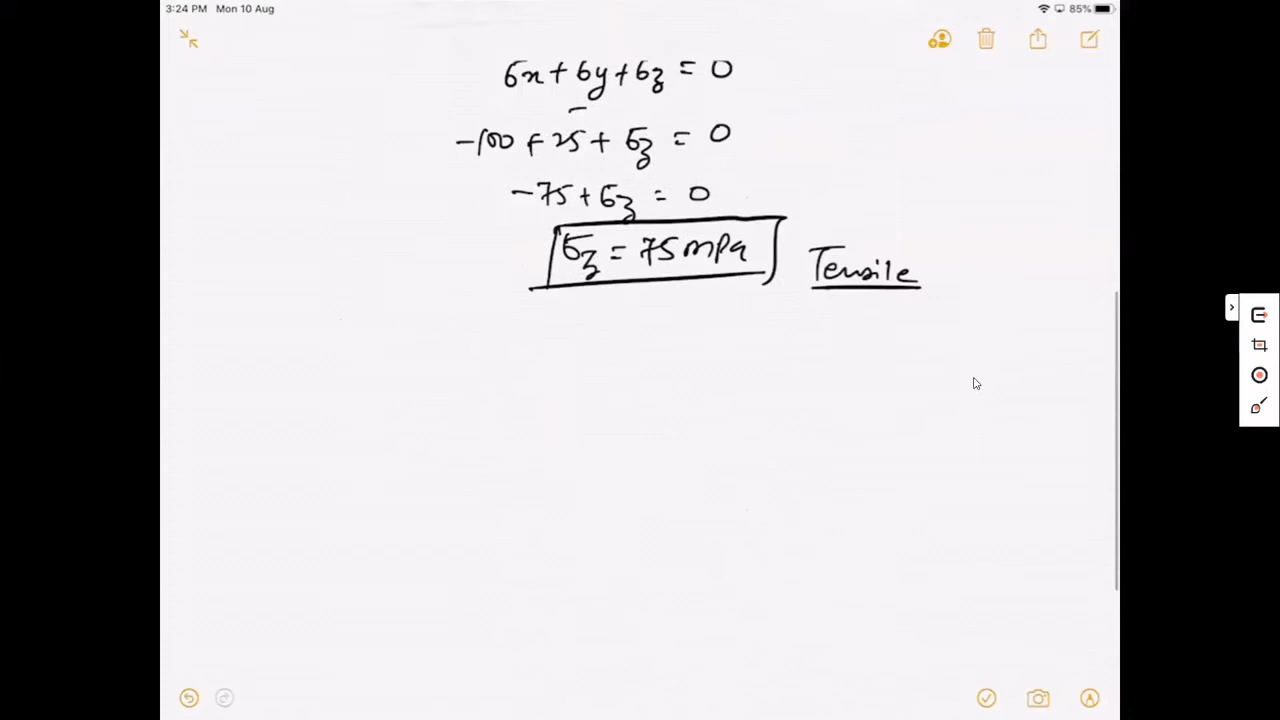 3:24 PM Mon 10 Aug 85%
σx + σy + σz = 0
-100 + 25 + σz = 0
-75 + σz = 0
σz = 75 mPa Tensile